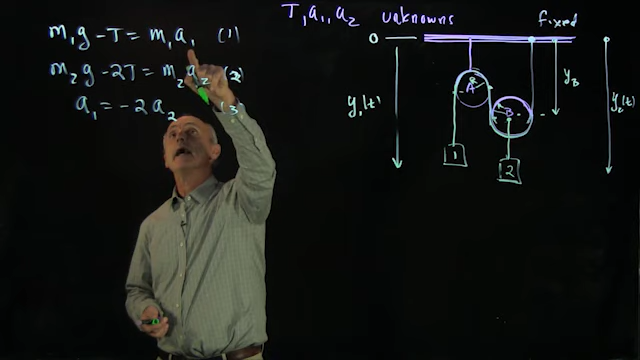 T, a₁, a₂ unknowns
fixed
m₁g - T = m₁a₁ (1)
m₂g - 2T = m₂a₂ (2)
a₁ = -2a₂ (3)
0
y₁(t)
A
R
B
y_B
y₂(t)
1
2